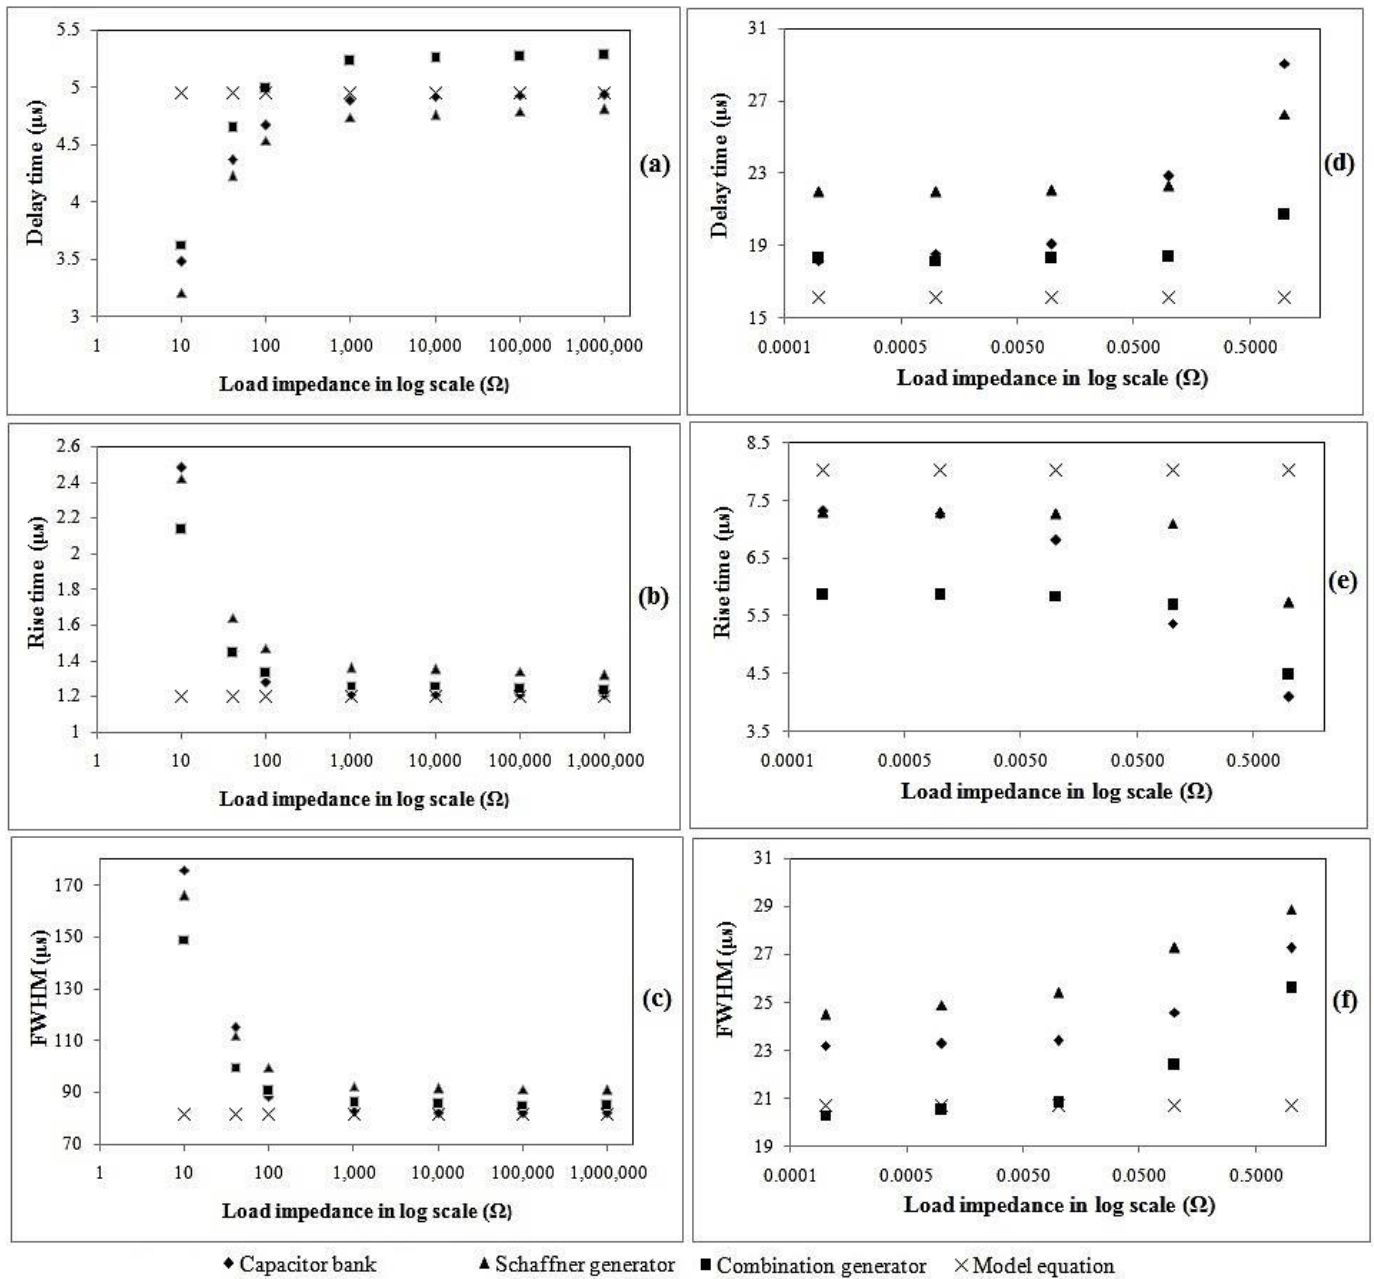 5.5
5
4.5
4
3.5
3
Delay time (µs)
1 10 100 1,000 10,000 100,000 1,000,000
Load impedance in log scale (Ω)
(a)
31
27
23
19
15
Delay time (µs)
0.0001 0.0005 0.0050 0.0500 0.5000
Load impedance in log scale (Ω)
(d)
2.6
2.4
2.2
2
1.8
1.6
1.4
1.2
1
Rise time (µs)
1 10 100 1,000 10,000 100,000 1,000,000
Load impedance in log scale (Ω)
(b)
8.5
7.5
6.5
5.5
4.5
3.5
Rise time (µs)
0.0001 0.0005 0.0050 0.0500 0.5000
Load impedance in log scale (Ω)
(e)
170
150
130
110
90
70
FWHM (µs)
1 10 100 1,000 10,000 100,000 1,000,000
Load impedance in log scale (Ω)
(c)
31
29
27
25
23
21
19
FWHM (µs)
0.0001 0.0005 0.0050 0.0500 0.5000
Load impedance in log scale (Ω)
(f)
Capacitor bank Schaffner generator Combination generator Model equation